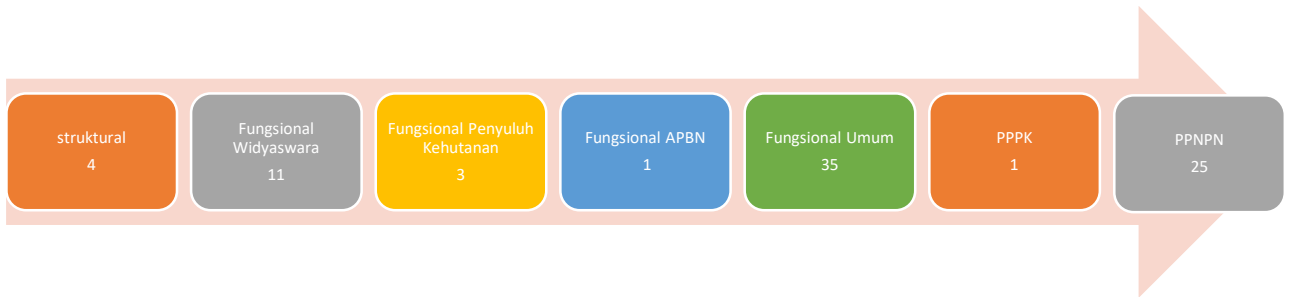 struktural
4
Fungsional
Widyaswara
11
Fungsional Penyuluh
Kehutanan
3
Fungsional APBN
1
Fungsional Umum
35
PPPK
1
PPNPN
25